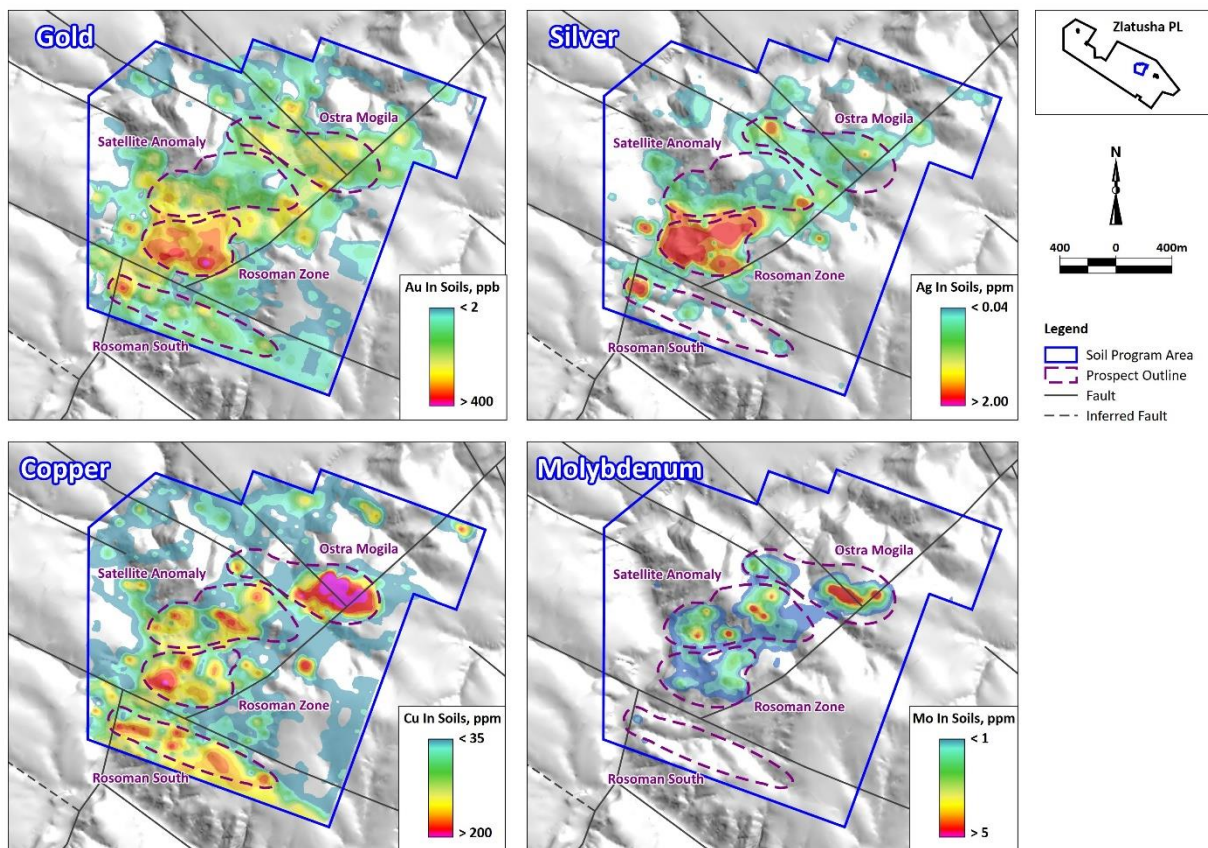 Gold
Satellite Anomaly
Ostra Mogila
Rosoman Zone
Rosoman South
Au In Soils, ppb
< 2
> 400
Silver
Satellite Anomaly
Ostra Mogila
Rosoman Zone
Rosoman South
Ag In Soils, ppm
< 0.04
> 2.00
Zlatusha PL
N
400 0 400m
Legend
Soil Program Area
Prospect Outline
Fault
Inferred Fault
Copper
Satellite Anomaly
Ostra Mogila
Rosoman Zone
Rosoman South
Cu In Soils, ppm
< 35
> 200
Molybdenum
Satellite Anomaly
Ostra Mogila
Rosoman Zone
Rosoman South
Mo In Soils, ppm
< 1
> 5